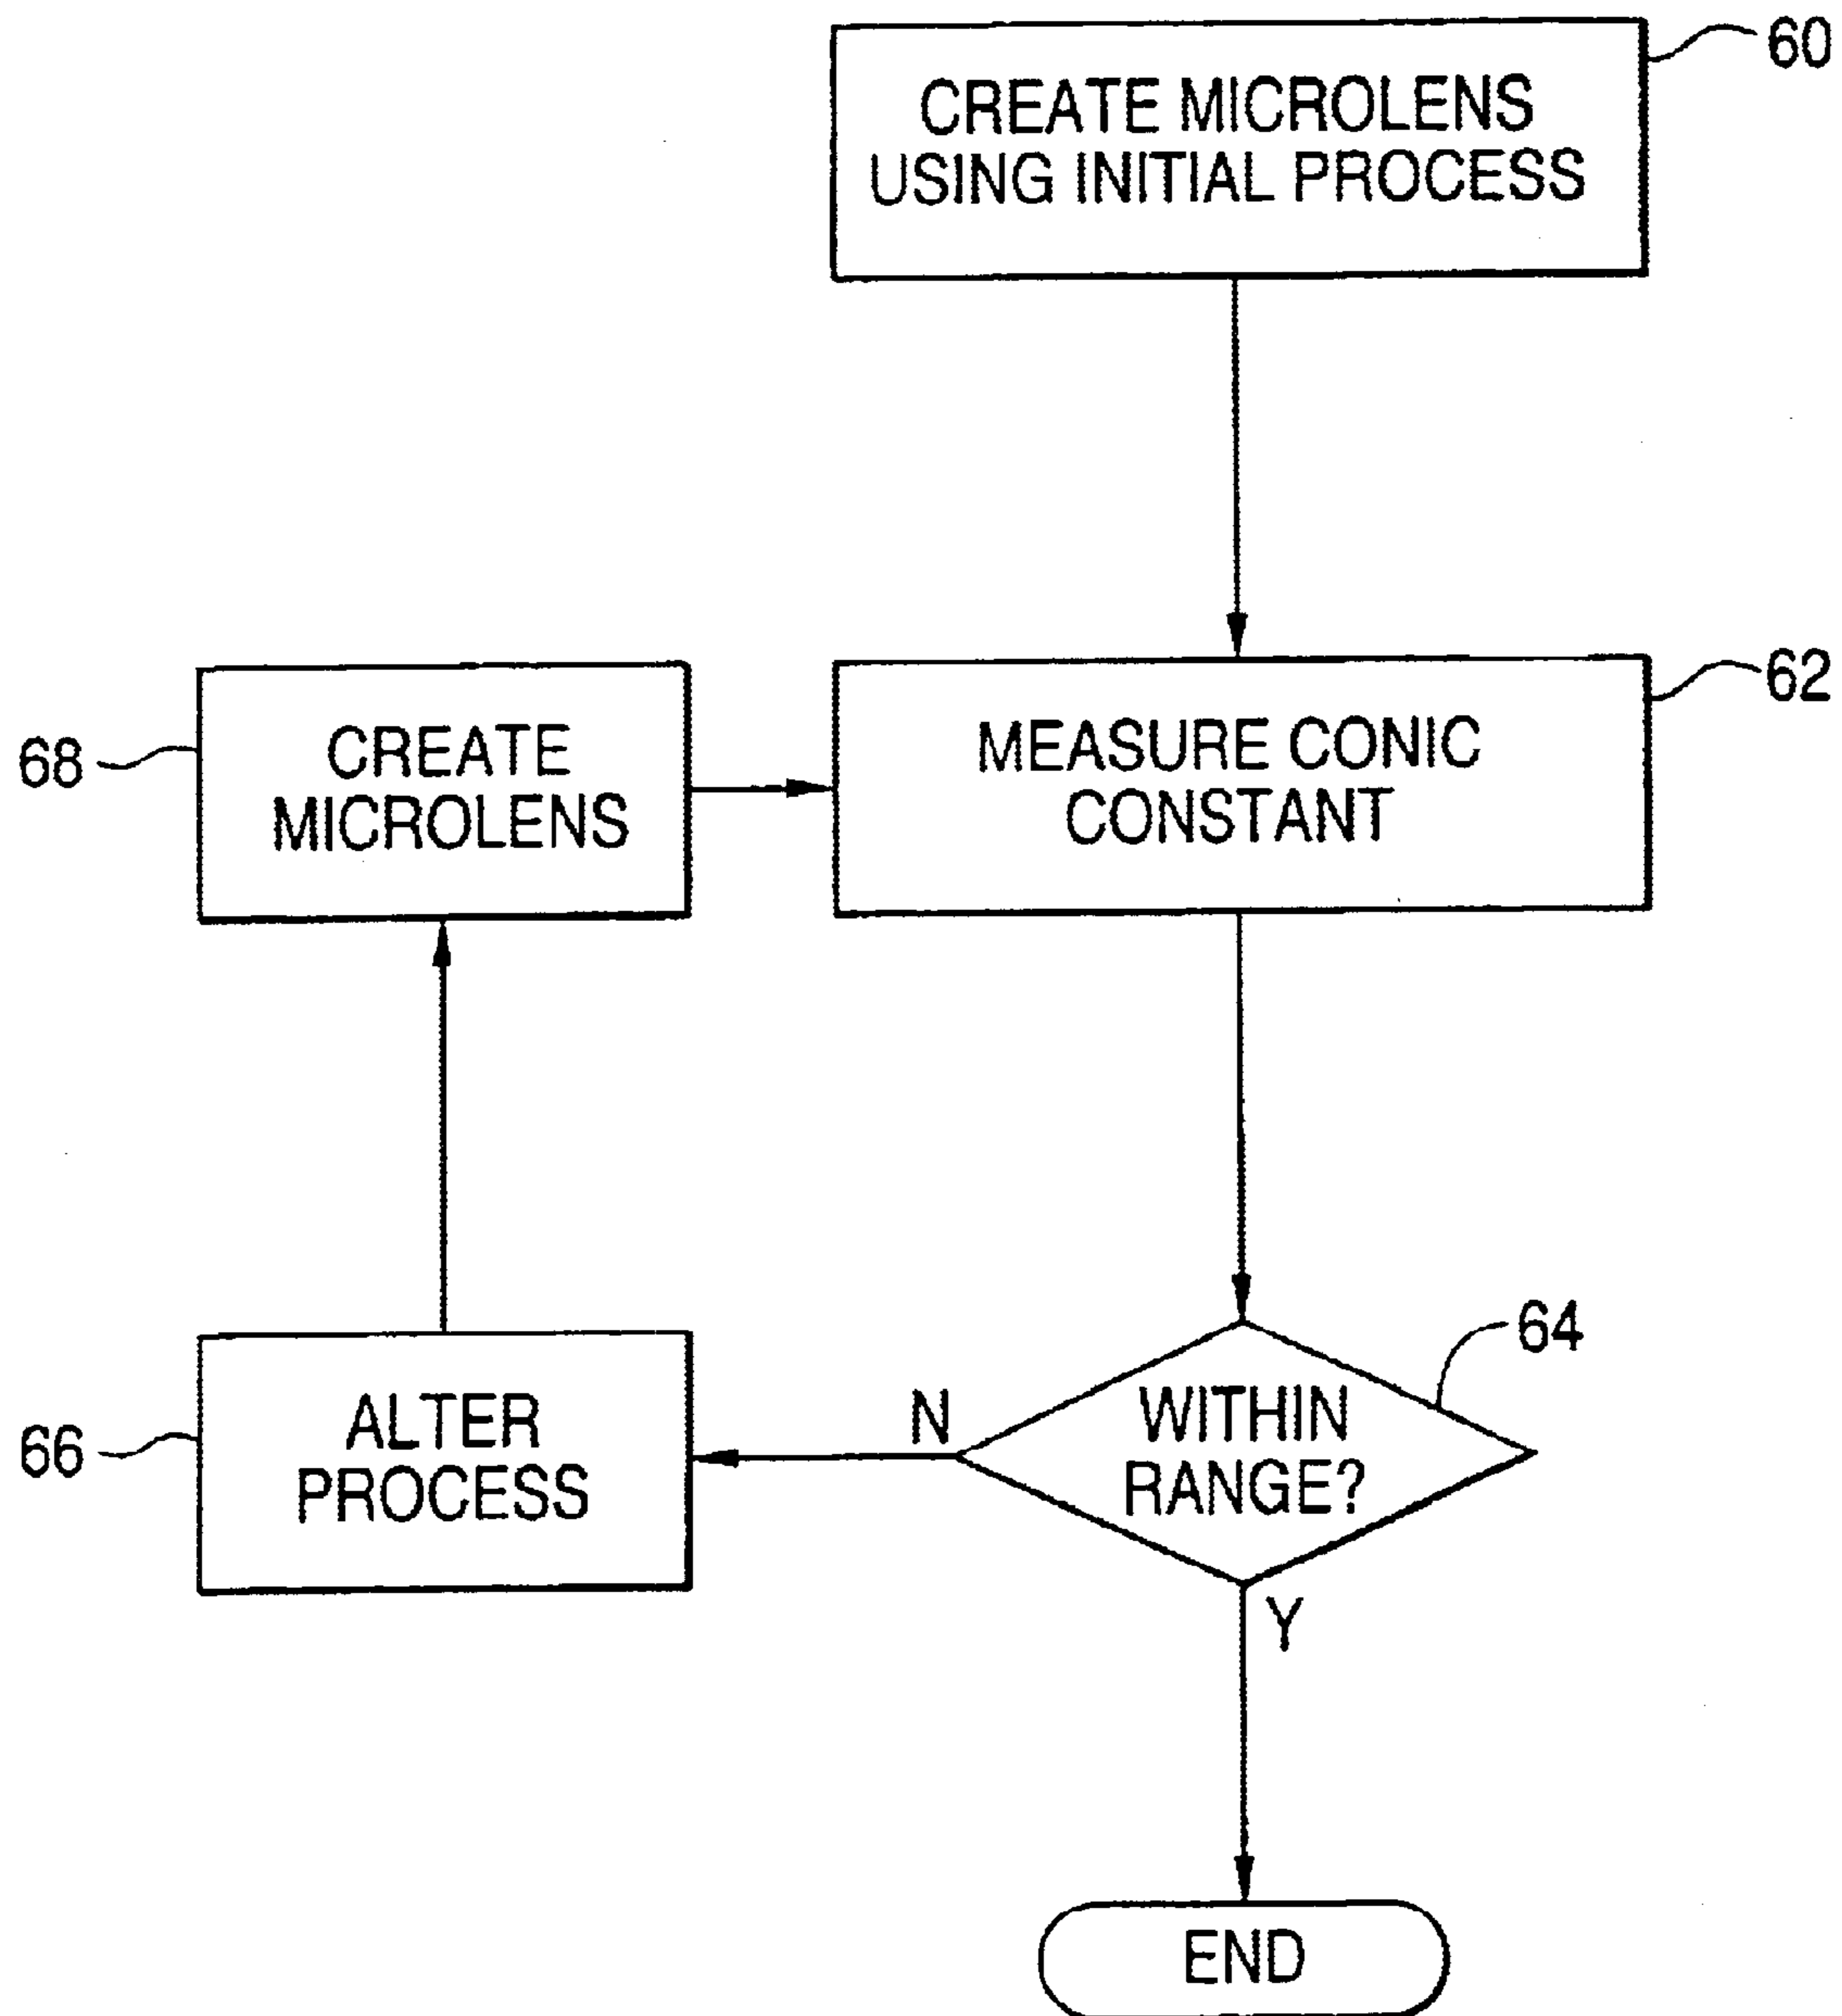 60
CREATE MICROLENS
USING INITIAL PROCESS
62
MEASURE CONIC
CONSTANT
68
CREATE
MICROLENS
64
WITHIN
RANGE?
N
Y
66
ALTER
PROCESS
END